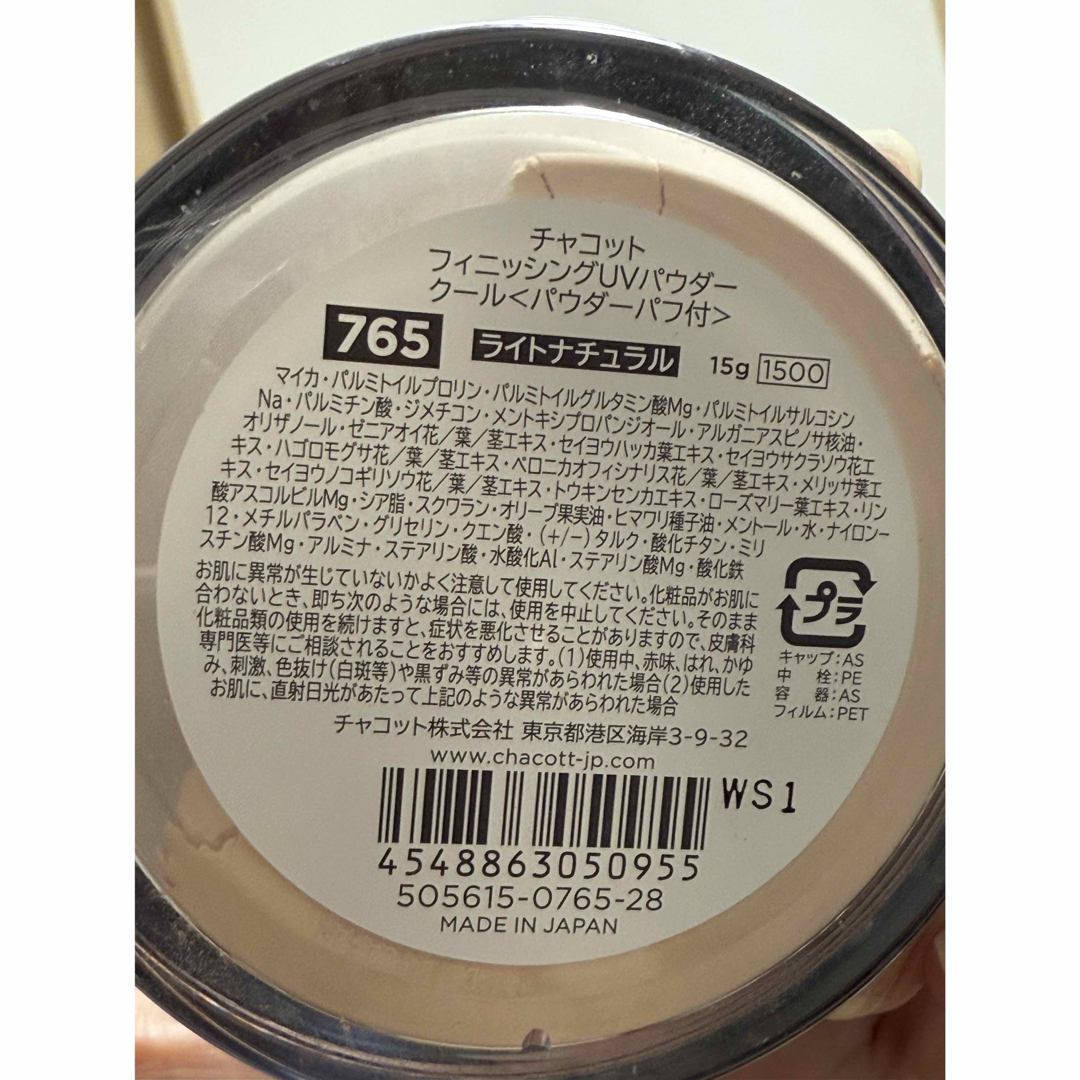 チャコット
フィニッシングUVパウダー
クール<パウダーパフ付>
765 ライトナチュラル 15g 1500
マイカ・パルミトイルプロリン・パルミトイルグルタミン酸Mg・パルミトイルサルコシン
Na・パルミチン酸・ジメチコン・メントキシプロパンジオール・アルガニアスピノサ核油・
オリザノール・ゼニアオイ花/葉/茎エキス・セイヨウハッカ葉エキス・セイヨウサクラソウ花エ
キス・ハゴロモグサ花/葉/茎エキス・ベロニカオフィシナリス花/葉/茎エキス・メリッサ葉エ
キス・セイヨウノコギリソウ花/葉/茎エキス・トウキンセンカエキス・ローズマリー葉エキス・リン
酸アスコルビルMg・シア脂・スクワラン・オリーブ果実油・ヒマワリ種子油・メントール・水・ナイロン-
12・メチルパラベン・グリセリン・クエン酸・(+/-)タルク・酸化チタン・ミリ
スチン酸Mg・アルミナ・ステアリン酸・水酸化Al・ステアリン酸Mg・酸化鉄
お肌に異常が生じていないかよく注意して使用してください。化粧品がお肌に
合わないとき、即ち次のような場合には、使用を中止してください。そのまま
化粧品類の使用を続けますと、症状を悪化させることがありますので、皮膚科
専門医等にご相談されることをおすすめします。(1)使用中、赤味、はれ、かゆ
み、刺激、色抜け(白斑等)や黒ずみ等の異常があらわれた場合(2)使用した
お肌に、直射日光があたって上記のような異常があらわれた場合
プラ
キャップ:AS
中 栓:PE
容 器:AS
フィルム:PET
チャコット株式会社 東京都港区海岸3-9-32
www.chacott-jp.com
WS1
4548863050955
505615-0765-28
MADE IN JAPAN